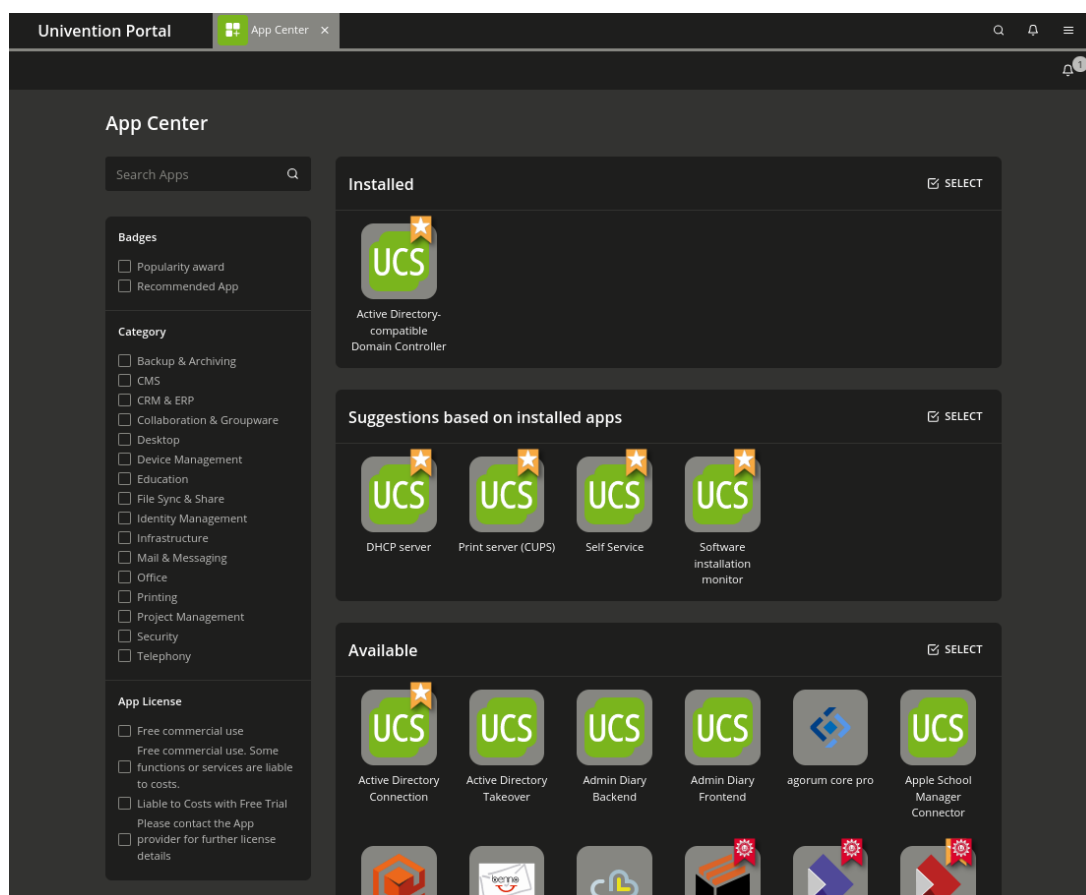 Univention Portal
App Center
1
App Center
Search Apps
Badges
Popularity award
Recommended App
Category
Backup & Archiving
CMS
CRM & ERP
Collaboration & Groupware
Desktop
Device Management
Education
File Sync & Share
Identity Management
Infrastructure
Mail & Messaging
Office
Printing
Project Management
Security
Telephony
App License
Free commercial use
Free commercial use. Some
functions or services are liable
to costs.
Liable to Costs with Free Trial
Please contact the App
provider for further license
details
Installed
SELECT
UCS
Active Directory-
compatible
Domain Controller
Suggestions based on installed apps
SELECT
UCS
UCS
UCS
UCS
DHCP server
Print server (CUPS)
Self Service
Software
installation
monitor
Available
SELECT
UCS
UCS
UCS
UCS
UCS
Active Directory
Connection
Active Directory
Takeover
Admin Diary
Backend
Admin Diary
Frontend
agorum core pro
Apple School
Manager
Connector
benno